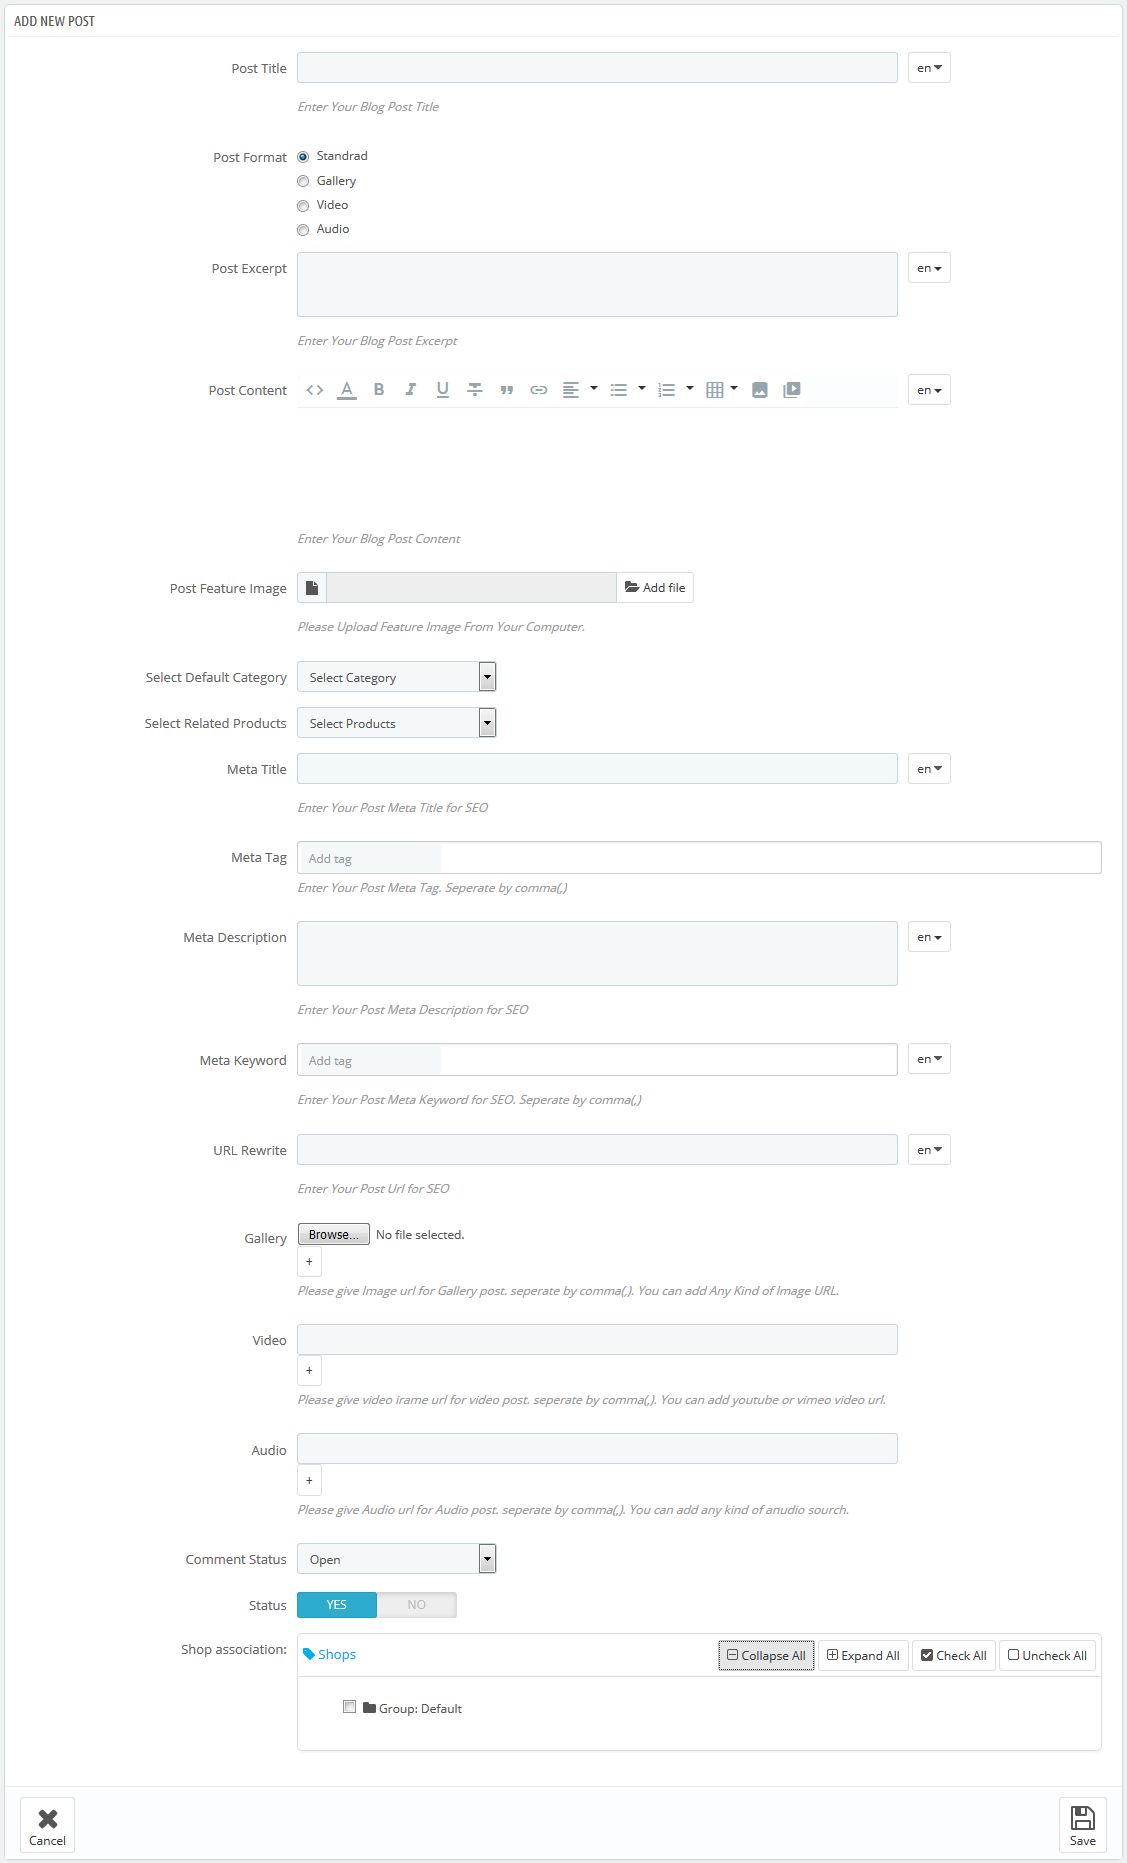 ADD NEW POST
Post Title
en
Enter Your Blog Post Title
Post Format
Standrad
Gallery
Video
Audio
Post Excerpt
en
Enter Your Blog Post Excerpt
Post Content
en
Enter Your Blog Post Content
Post Feature Image
Add file
Please Upload Feature Image From Your Computer.
Select Default Category
Select Category
Select Related Products
Select Products
Meta Title
en
Enter Your Post Meta Title for SEO
Meta Tag
Add tag
Enter Your Post Meta Tag. Seperate by comma(,)
Meta Description
en
Enter Your Post Meta Description for SEO
Meta Keyword
Add tag
en
Enter Your Post Meta Keyword for SEO. Seperate by comma(,)
URL Rewrite
en
Enter Your Post Url for SEO
Gallery
Browse... No file selected.
+
Please give Image url for Gallery post. seperate by comma(,). You can add Any Kind of Image URL.
Video
+
Please give video irame url for video post. seperate by comma(,). You can add youtube or vimeo video url.
Audio
+
Please give Audio url for Audio post. seperate by comma(,). You can add any kind of anudio sourch.
Comment Status
Open
Status
YES NO
Shop association:
Shops
Collapse All Expand All Check All Uncheck All
Group: Default
Cancel
Save